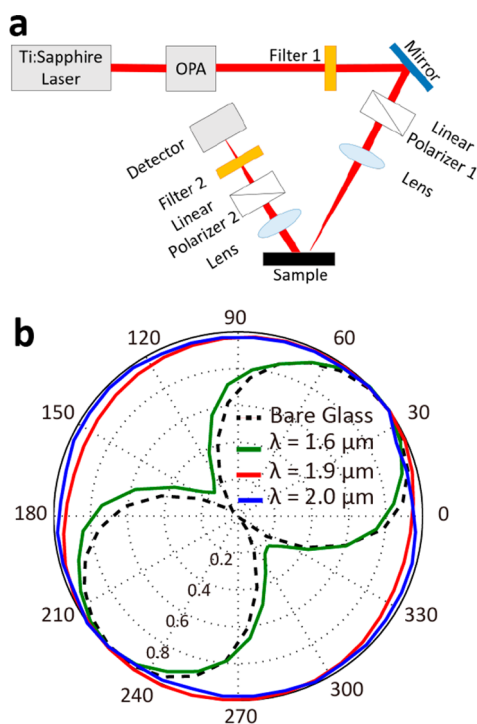 a
Ti:Sapphire
Laser
OPA
Filter 1
Mirror
Linear
Polarizer 1
Lens
Detector
Filter 2
Linear
Polarizer 2
Lens
Sample
b
90
120
60
150
30
Bare Glass
λ = 1.6 μm
λ = 1.9 μm
λ = 2.0 μm
180
0
0.2
0.4
0.6
0.8
210
330
240
300
270